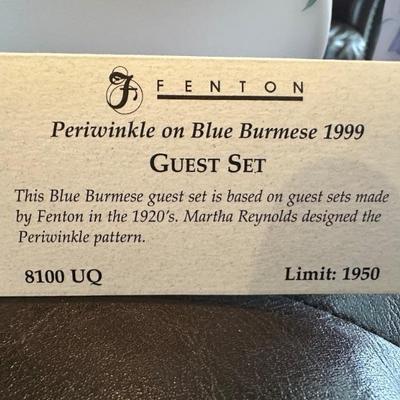 FENTON
Periwinkle on Blue Burmese 1999
GUEST SET
This Blue Burmese guest set is based on guest sets made
by Fenton in the 1920's. Martha Reynolds designed the
Periwinkle pattern.
8100 UQ Limit: 1950